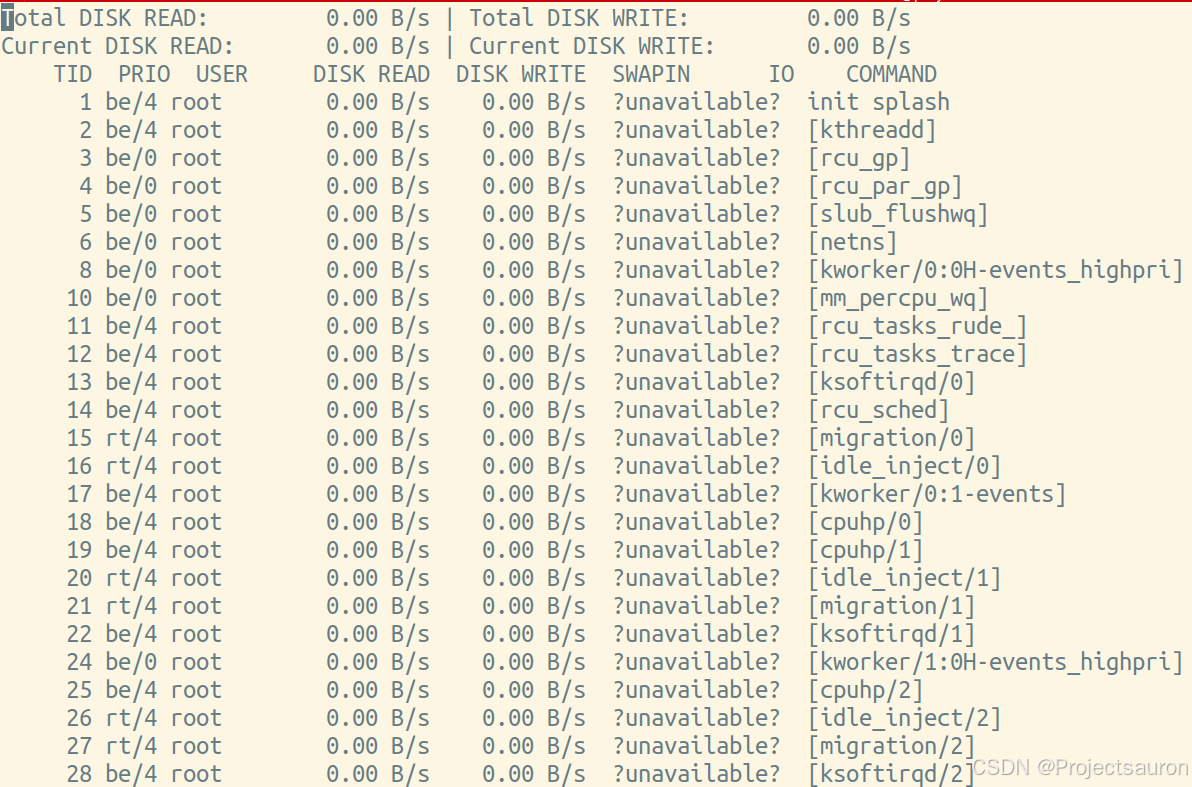 Total DISK READ:         0.00 B/s | Total DISK WRITE:         0.00 B/s
Current DISK READ:       0.00 B/s | Current DISK WRITE:       0.00 B/s
    TID  PRIO  USER     DISK READ  DISK WRITE  SWAPIN      IO    COMMAND
      1 be/4 root        0.00 B/s    0.00 B/s  ?unavailable?  init splash
      2 be/4 root        0.00 B/s    0.00 B/s  ?unavailable?  [kthreadd]
      3 be/0 root        0.00 B/s    0.00 B/s  ?unavailable?  [rcu_gp]
      4 be/0 root        0.00 B/s    0.00 B/s  ?unavailable?  [rcu_par_gp]
      5 be/0 root        0.00 B/s    0.00 B/s  ?unavailable?  [slub_flushwq]
      6 be/0 root        0.00 B/s    0.00 B/s  ?unavailable?  [netns]
      8 be/0 root        0.00 B/s    0.00 B/s  ?unavailable?  [kworker/0:0H-events_highpri]
     10 be/0 root        0.00 B/s    0.00 B/s  ?unavailable?  [mm_percpu_wq]
     11 be/4 root        0.00 B/s    0.00 B/s  ?unavailable?  [rcu_tasks_rude_]
     12 be/4 root        0.00 B/s    0.00 B/s  ?unavailable?  [rcu_tasks_trace]
     13 be/4 root        0.00 B/s    0.00 B/s  ?unavailable?  [ksoftirqd/0]
     14 be/4 root        0.00 B/s    0.00 B/s  ?unavailable?  [rcu_sched]
     15 rt/4 root        0.00 B/s    0.00 B/s  ?unavailable?  [migration/0]
     16 rt/4 root        0.00 B/s    0.00 B/s  ?unavailable?  [idle_inject/0]
     17 be/4 root        0.00 B/s    0.00 B/s  ?unavailable?  [kworker/0:1-events]
     18 be/4 root        0.00 B/s    0.00 B/s  ?unavailable?  [cpuhp/0]
     19 be/4 root        0.00 B/s    0.00 B/s  ?unavailable?  [cpuhp/1]
     20 rt/4 root        0.00 B/s    0.00 B/s  ?unavailable?  [idle_inject/1]
     21 rt/4 root        0.00 B/s    0.00 B/s  ?unavailable?  [migration/1]
     22 be/4 root        0.00 B/s    0.00 B/s  ?unavailable?  [ksoftirqd/1]
     24 be/0 root        0.00 B/s    0.00 B/s  ?unavailable?  [kworker/1:0H-events_highpri]
     25 be/4 root        0.00 B/s    0.00 B/s  ?unavailable?  [cpuhp/2]
     26 rt/4 root        0.00 B/s    0.00 B/s  ?unavailable?  [idle_inject/2]
     27 rt/4 root        0.00 B/s    0.00 B/s  ?unavailable?  [migration/2]
     28 be/4 root        0.00 B/s    0.00 B/s  ?unavailable?  [ksoftirqd/2]
CSDN @Projectsauron